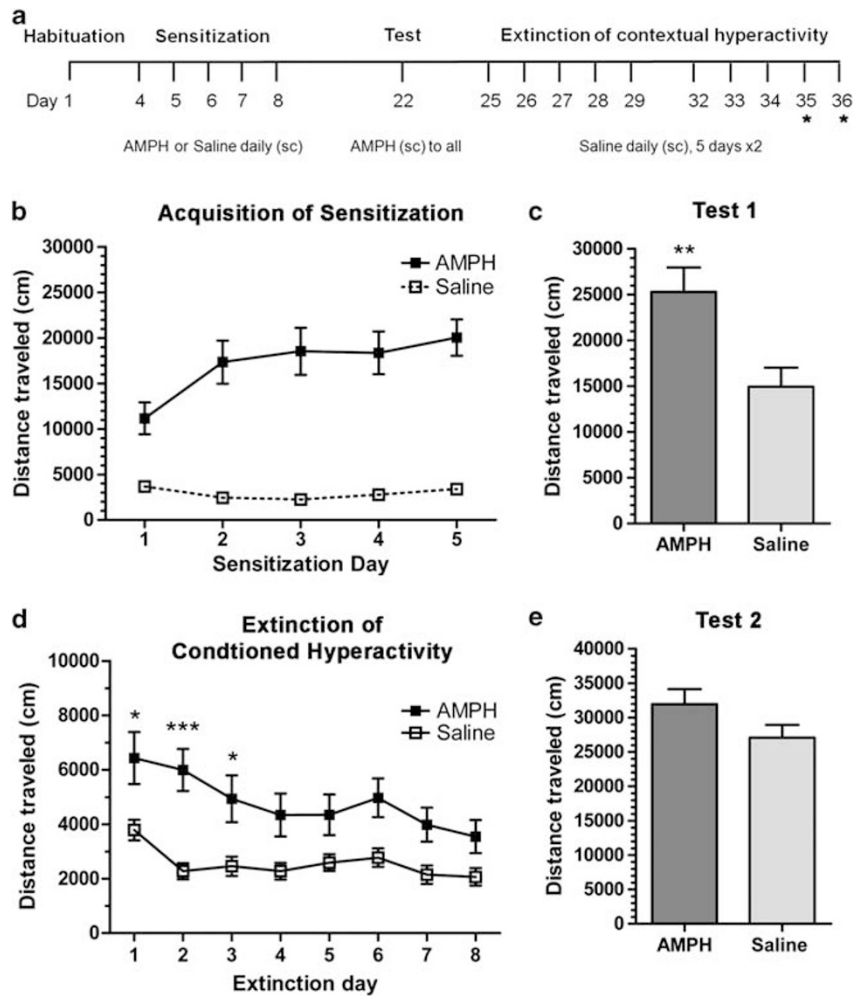 a
Habituation Sensitization Test Extinction of contextual hyperactivity
Day 1 4 5 6 7 8 22 25 26 27 28 29 32 33 34 35 36
* *
AMPH or Saline daily (sc) AMPH (sc) to all Saline daily (sc), 5 days x2
b
Acquisition of Sensitization
30000
25000
20000
15000
10000
5000
0
Distance traveled (cm)
AMPH
Saline
1 2 3 4 5
Sensitization Day
c
Test 1
30000
25000
20000
15000
10000
5000
0
Distance traveled (cm)
**
AMPH Saline
d
Extinction of
Condtioned Hyperactivity
10000
8000
6000
4000
2000
0
Distance traveled (cm)
AMPH
Saline
* *** *
1 2 3 4 5 6 7 8
Extinction day
e
Test 2
40000
35000
30000
25000
20000
15000
10000
5000
0
Distance traveled (cm)
AMPH Saline